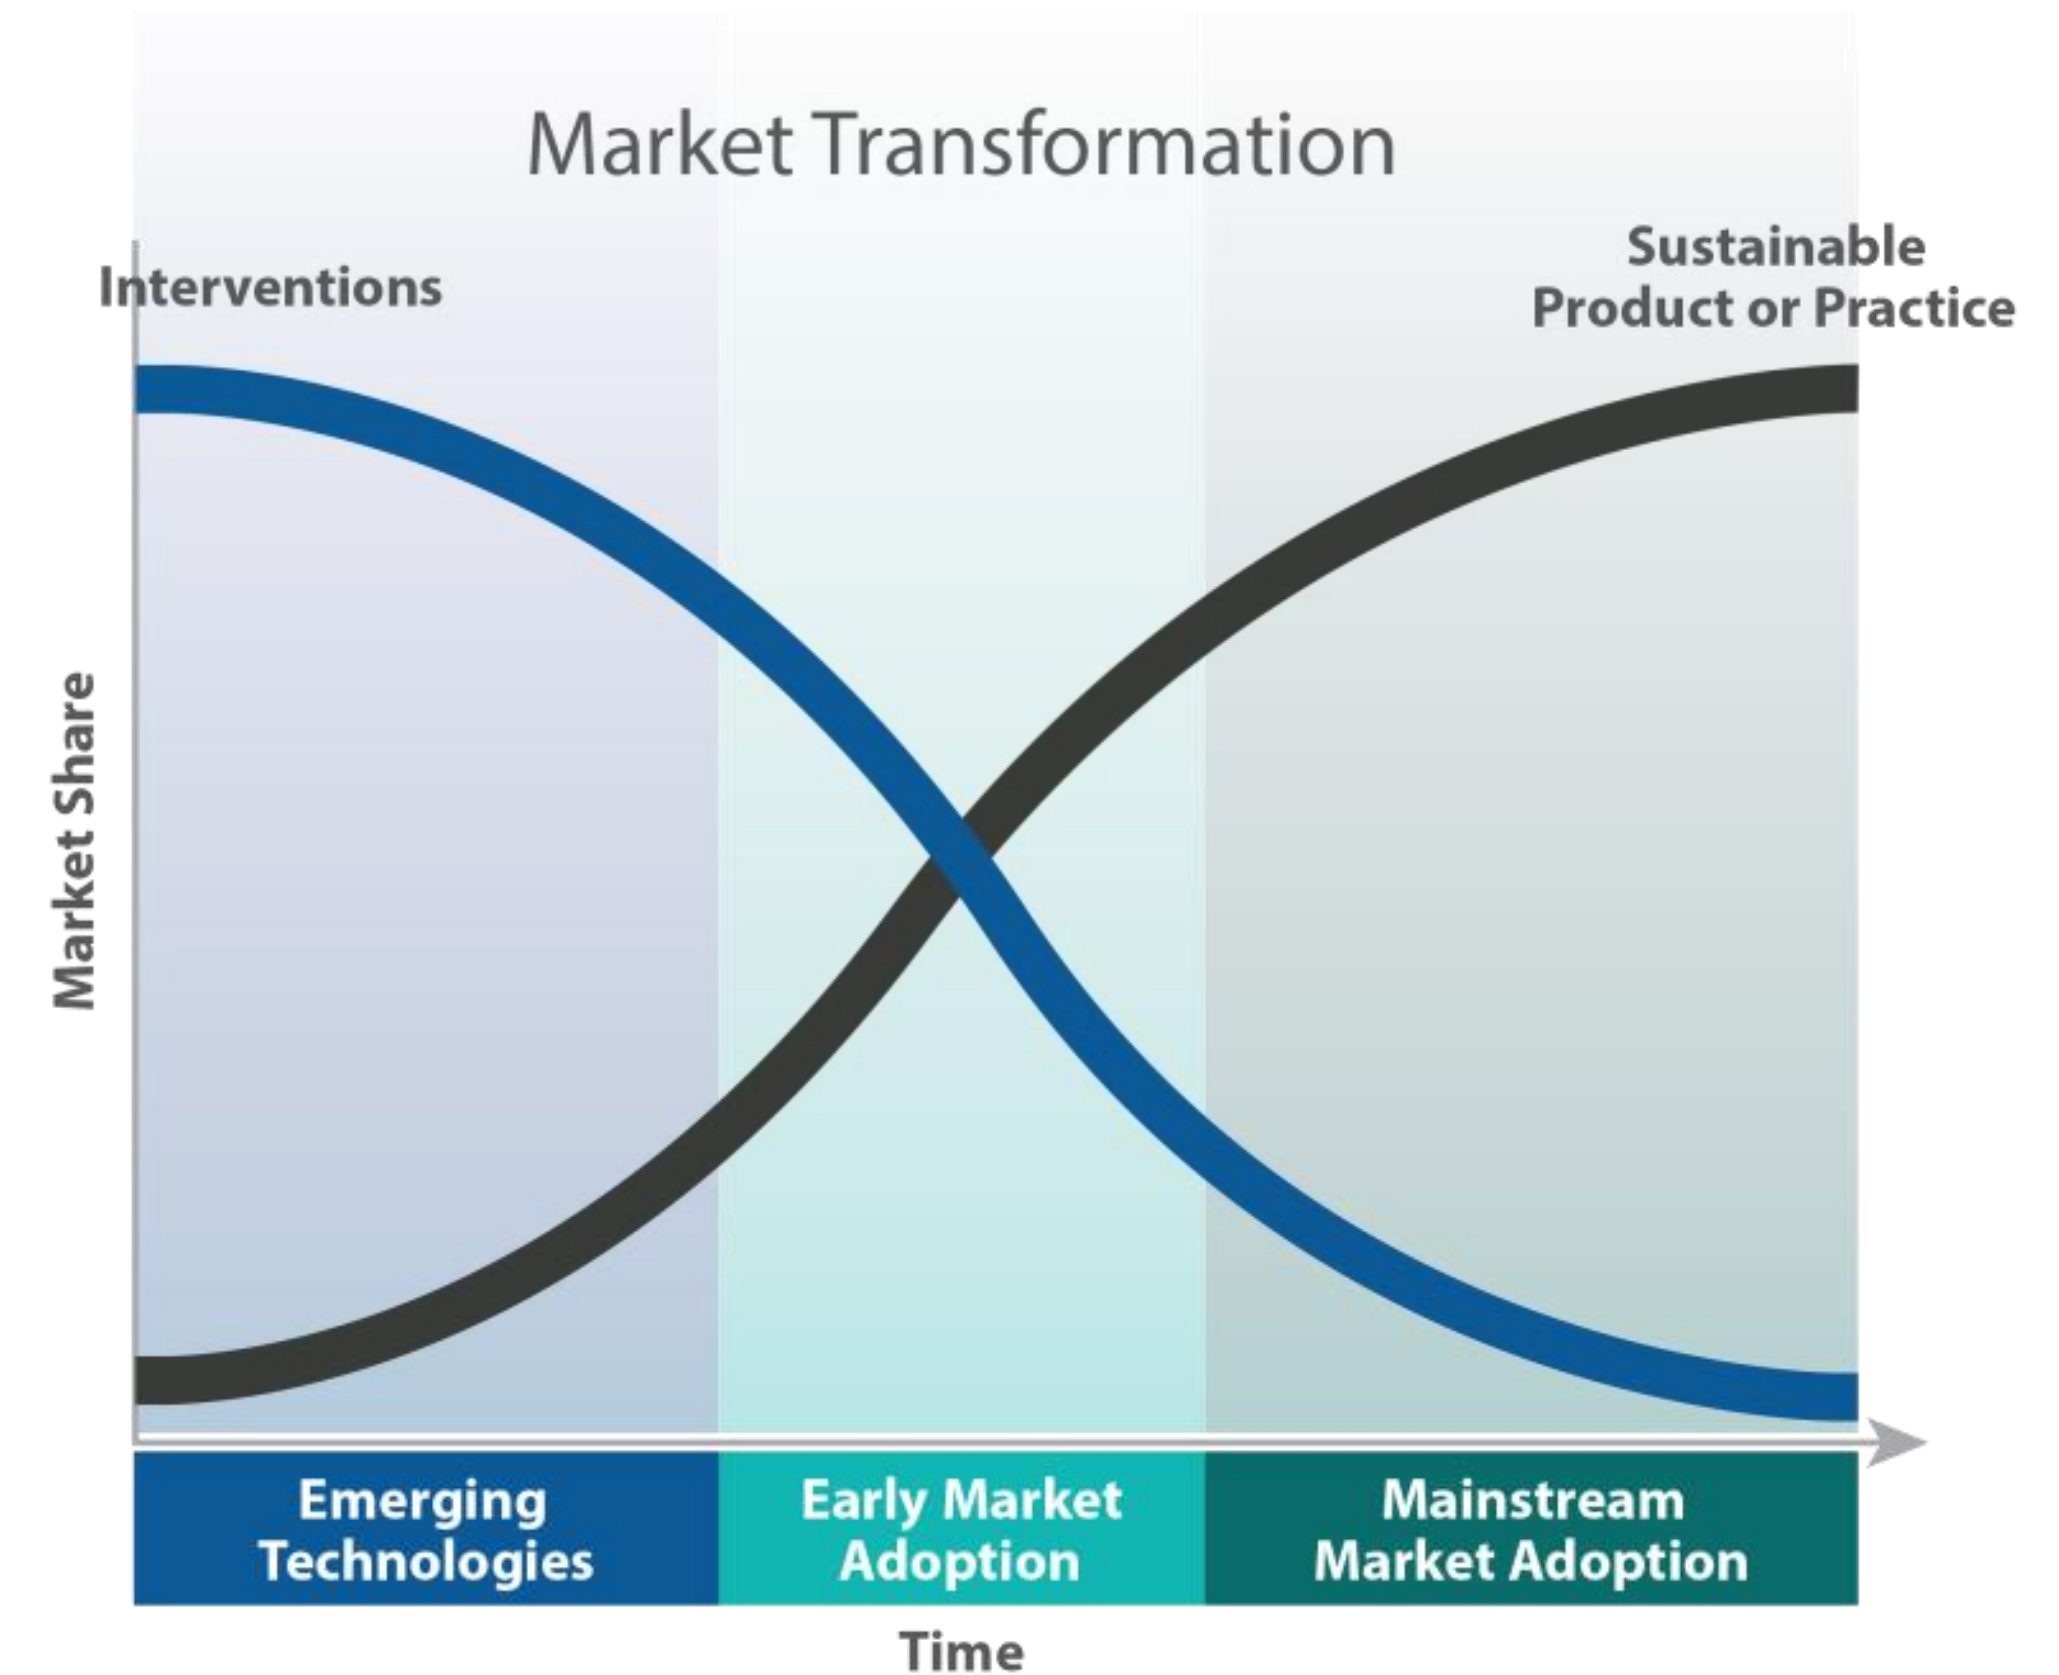 Market Transformation
Interventions
Sustainable
Product or Practice
Market Share
Emerging
Technologies
Early Market
Adoption
Mainstream
Market Adoption
Time